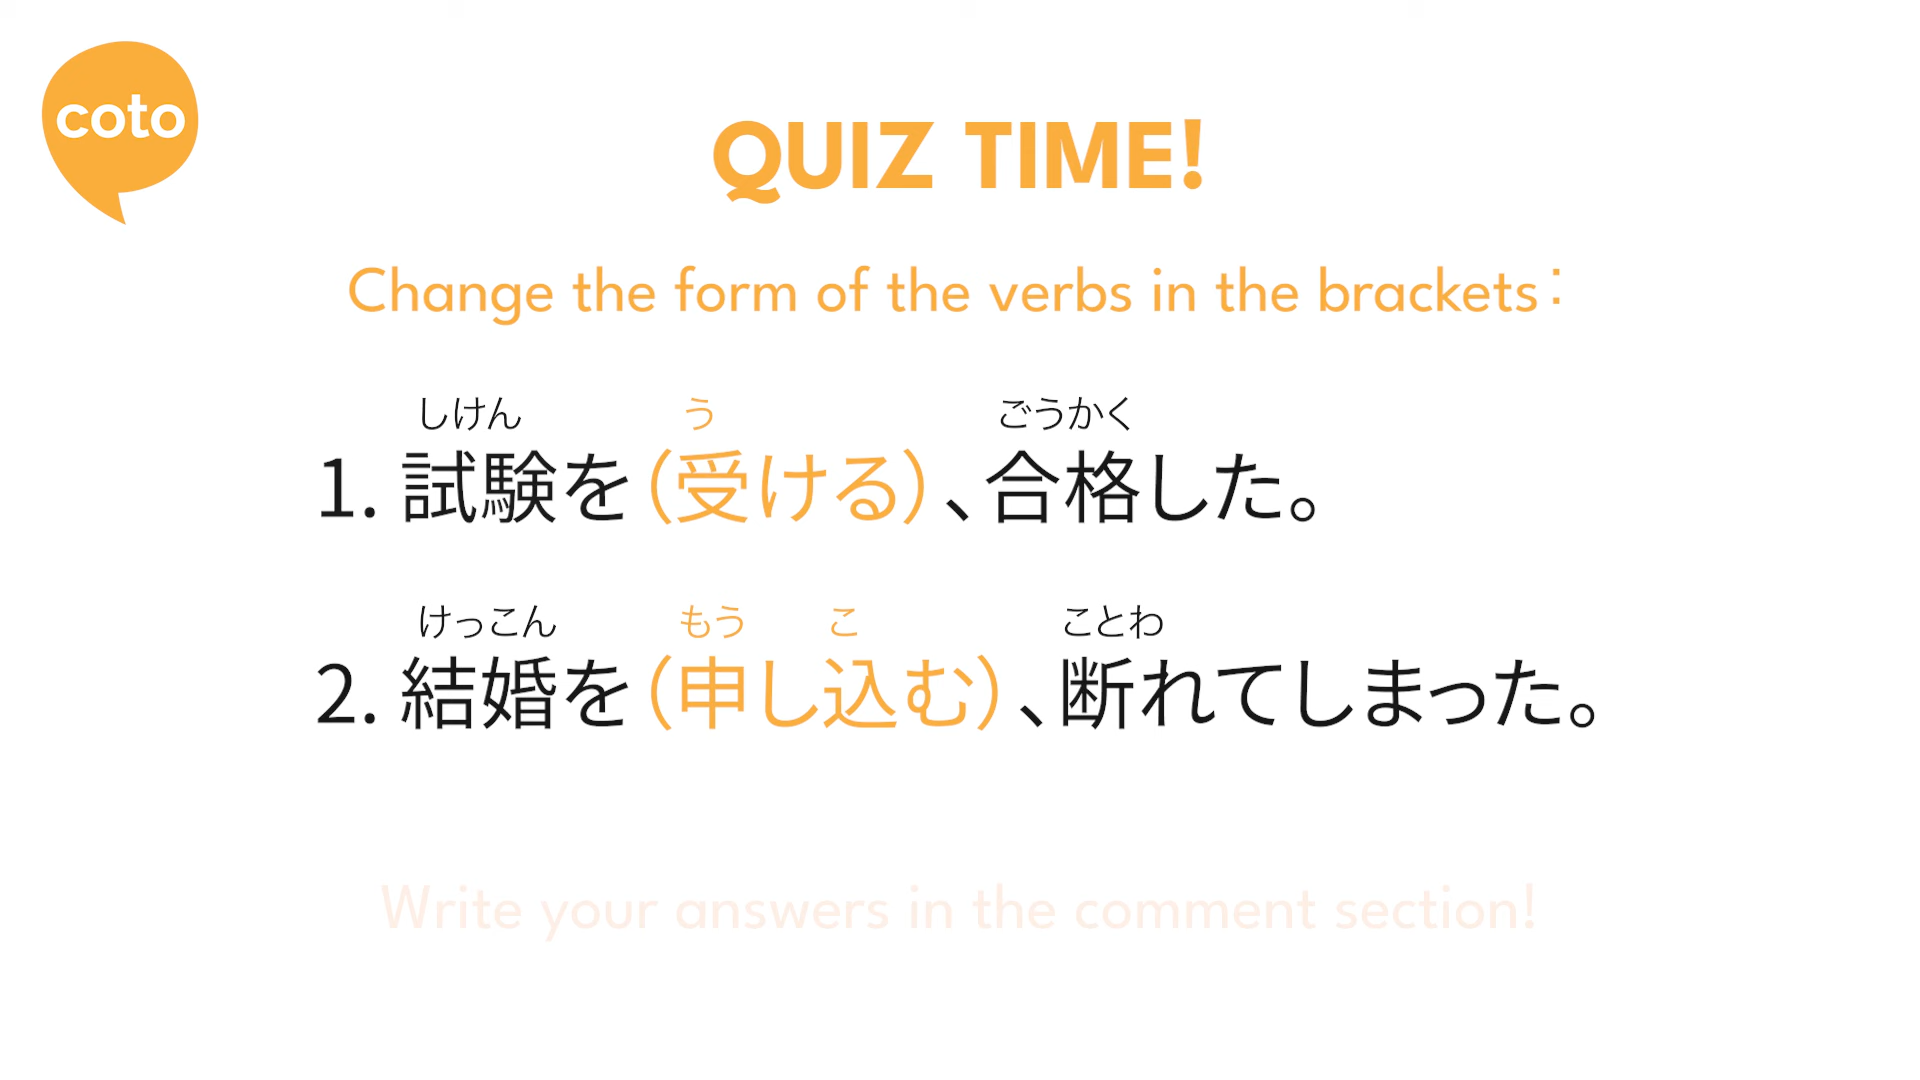 coto
QUIZ TIME!
Change the form of the verbs in the brackets:
しけん う ごうかく
1. 試験を(受ける)、合格した。
けっこん もう こ ことわ
2. 結婚を(申し込む)、断れてしまった。
Write your answers in the comment section!